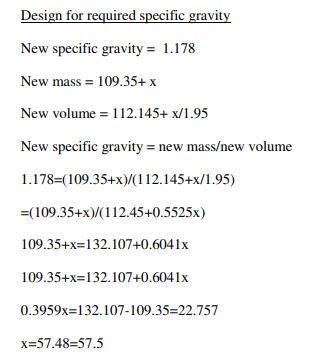 Design for required specific gravity
New specific gravity = 1.178
New mass = 109.35+ x
New volume = 112.145+ x/1.95
New specific gravity = new mass/new volume
1.178=(109.35+x)/(112.145+x/1.95)
=(109.35+x)/(112.45+0.5525x)
109.35+x=132.107+0.6041x
109.35+x=132.107+0.6041x
0.3959x=132.107-109.35=22.757
x=57.48=57.5